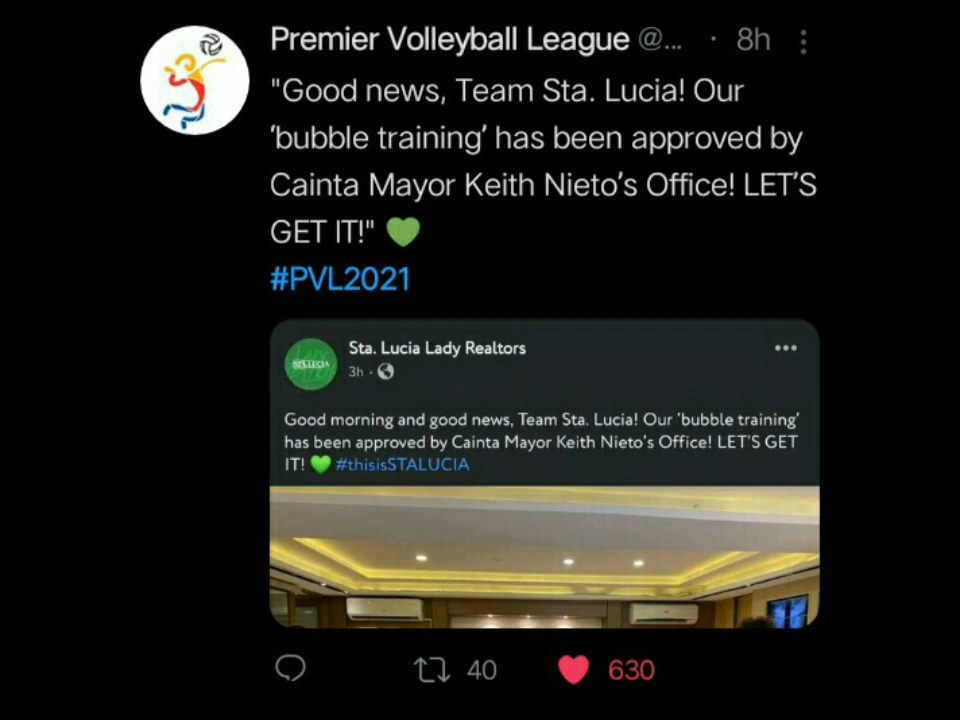 Premier Volleyball League @... · 8h
"Good news, Team Sta. Lucia! Our
‘bubble training’ has been approved by
Cainta Mayor Keith Nieto’s Office! LET’S
GET IT!" 💚
#PVL2021
Sta. Lucia Lady Realtors
3h ·
Good morning and good news, Team Sta. Lucia! Our ‘bubble training’
has been approved by Cainta Mayor Keith Nieto’s Office! LET’S GET
IT! 💚 #thisisSTALUCIA
40 630